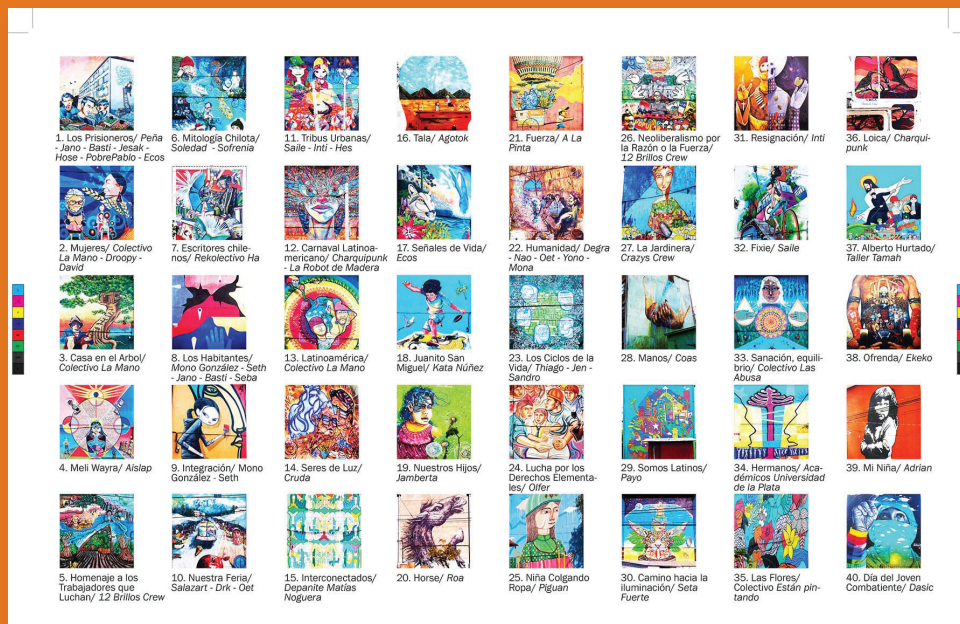 1. Los Prisioneros/ Peña
- Jano - Basti - Jesak -
Hose - PobrePablo - Ecos
2. Mujeres/ Colectivo
La Mano - Droopy -
David
3. Casa en el Arbol/
Colectivo La Mano
4. Meli Wayra/ Aislap
5. Homenaje a los
Trabajadores que
Luchan/ 12 Brillos Crew
6. Mitología Chilota/
Soledad - Sofrenia
7. Escritores chile-
nos/ Rekolectivo Ha
8. Los Habitantes/
Mono González - Seth
- Jano - Basti - Seba
9. Integración/ Mono
González - Seth
10. Nuestra Feria/
Salazart - Drk - Oet
11. Tribus Urbanas/
Saile - Inti - Hes
12. Carnaval Latinoa-
mericano/ Charquipunk
- La Robot de Madera
13. Latinoamérica/
Colectivo La Mano
14. Seres de Luz/
Cruda
15. Interconectados/
Depanite Matías
Noguera
16. Tala/ Agotok
17. Señales de Vida/
Ecos
18. Juanito San
Miguel/ Kata Núñez
19. Nuestros Hijos/
Jamberta
20. Horse/ Roa
21. Fuerza/ A La
Pinta
22. Humanidad/ Degra
- Nao - Oet - Yono -
Mona
23. Los Ciclos de la
Vida/ Thiago - Jen -
Sandro
24. Lucha por los
Derechos Elementa-
les/ Olfer
25. Niña Colgando
Ropa/ Piguan
26. Neoliberalismo por
la Razón o la Fuerza/
12 Brillos Crew
27. La Jardinera/
Crazys Crew
28. Manos/ Coas
29. Somos Latinos/
Payo
30. Camino hacia la
iluminación/ Seta
Fuerte
31. Resignación/ Inti
32. Fixie/ Saile
33. Sanación, equili-
brio/ Colectivo Las
Abusa
34. Hermanos/ Aca-
démicos Universidad
de la Plata
35. Las Flores/
Colectivo Están pin-
tando
36. Loica/ Charqui-
punk
37. Alberto Hurtado/
Taller Tamah
38. Ofrenda/ Ekeko
39. Mi Niña/ Adrian
40. Día del Joven
Combatiente/ Dasic